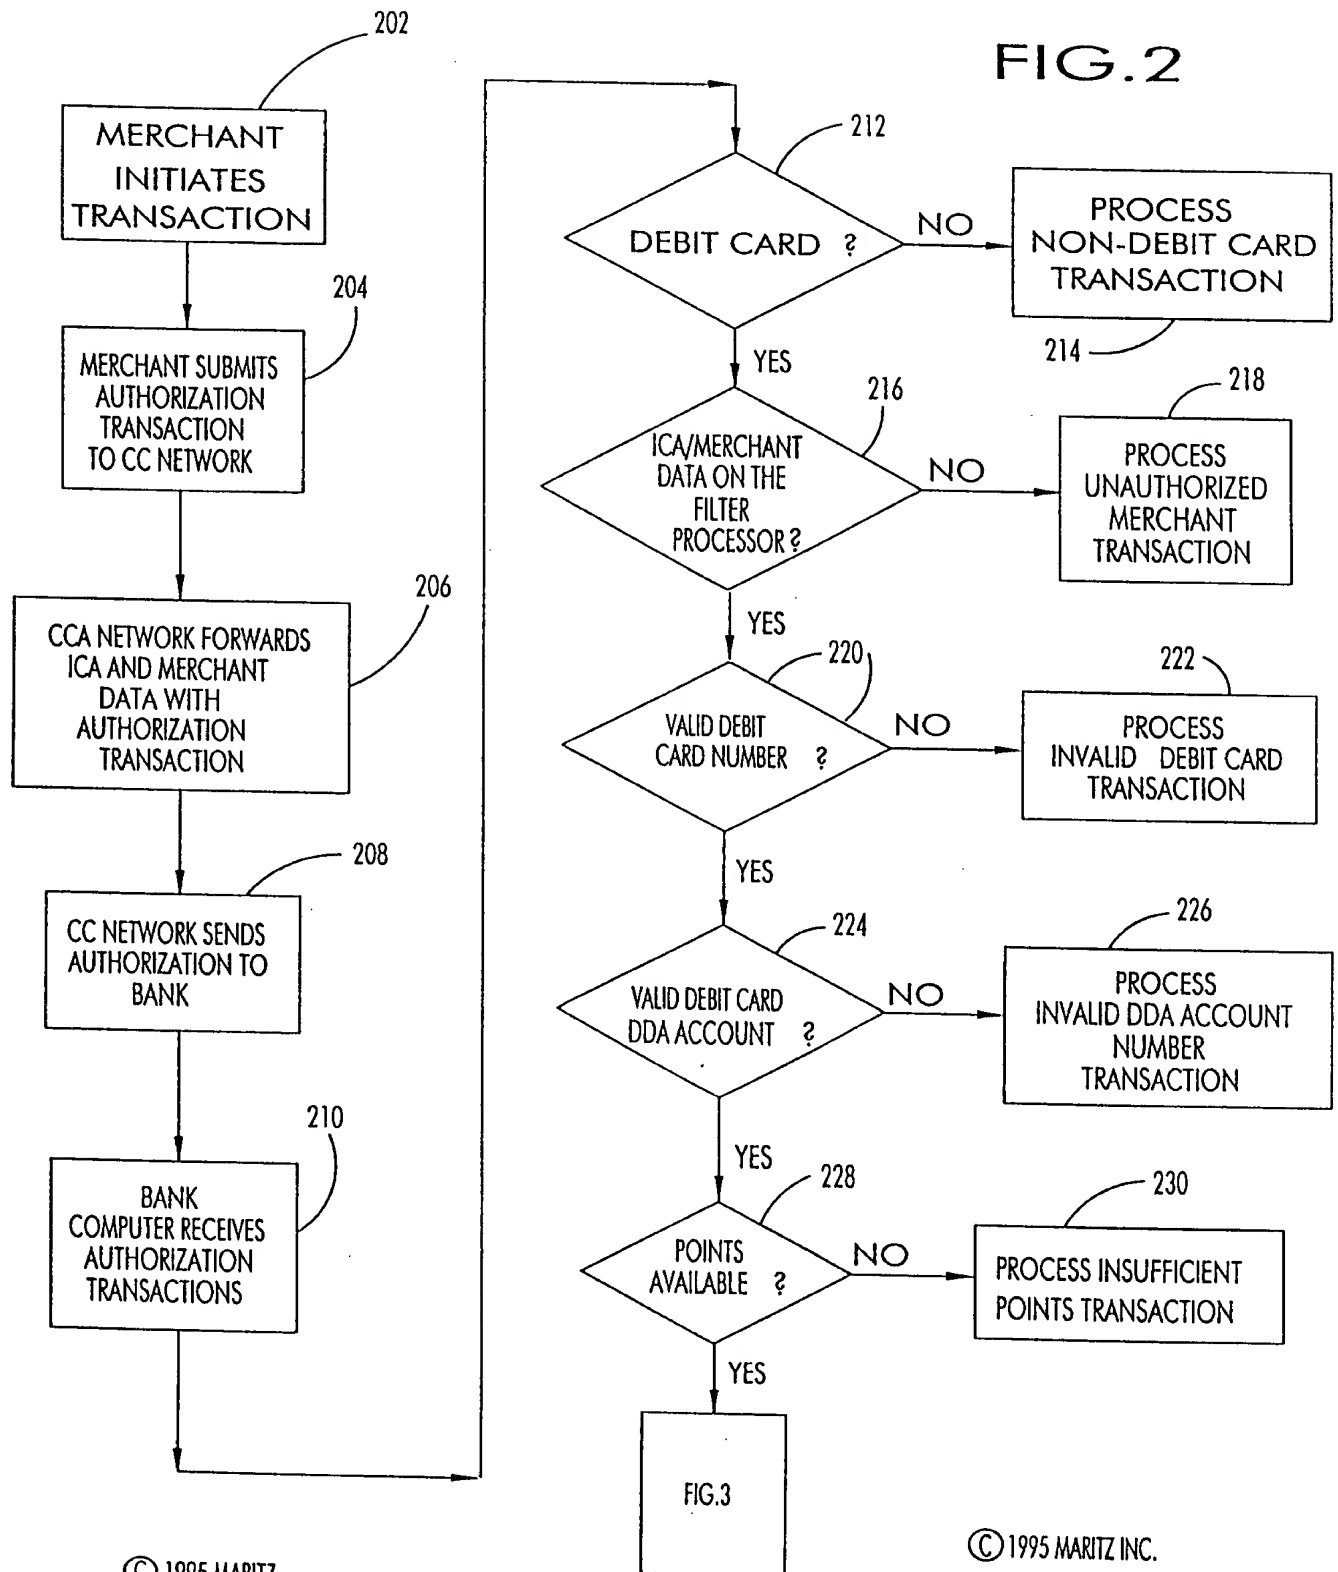 FIG.2
202
MERCHANT
INITIATES
TRANSACTION
204
MERCHANT SUBMITS
AUTHORIZATION
TRANSACTION
TO CC NETWORK
206
CCA NETWORK FORWARDS
ICA AND MERCHANT
DATA WITH
AUTHORIZATION
TRANSACTION
208
CC NETWORK SENDS
AUTHORIZATION TO
BANK
210
BANK
COMPUTER RECEIVES
AUTHORIZATION
TRANSACTIONS
212
DEBIT CARD ?
NO
PROCESS
NON-DEBIT CARD
TRANSACTION
214
YES
216
ICA/MERCHANT
DATA ON THE
FILTER
PROCESSOR?
NO
218
PROCESS
UNAUTHORIZED
MERCHANT
TRANSACTION
YES
220
VALID DEBIT
CARD NUMBER ?
NO
222
PROCESS
INVALID DEBIT CARD
TRANSACTION
YES
224
VALID DEBIT CARD
DDA ACCOUNT ?
NO
226
PROCESS
INVALID DDA ACCOUNT
NUMBER
TRANSACTION
YES
228
POINTS
AVAILABLE ?
NO
230
PROCESS INSUFFICIENT
POINTS TRANSACTION
YES
FIG.3
© 1995 MARITZ
© 1995 MARITZ INC.